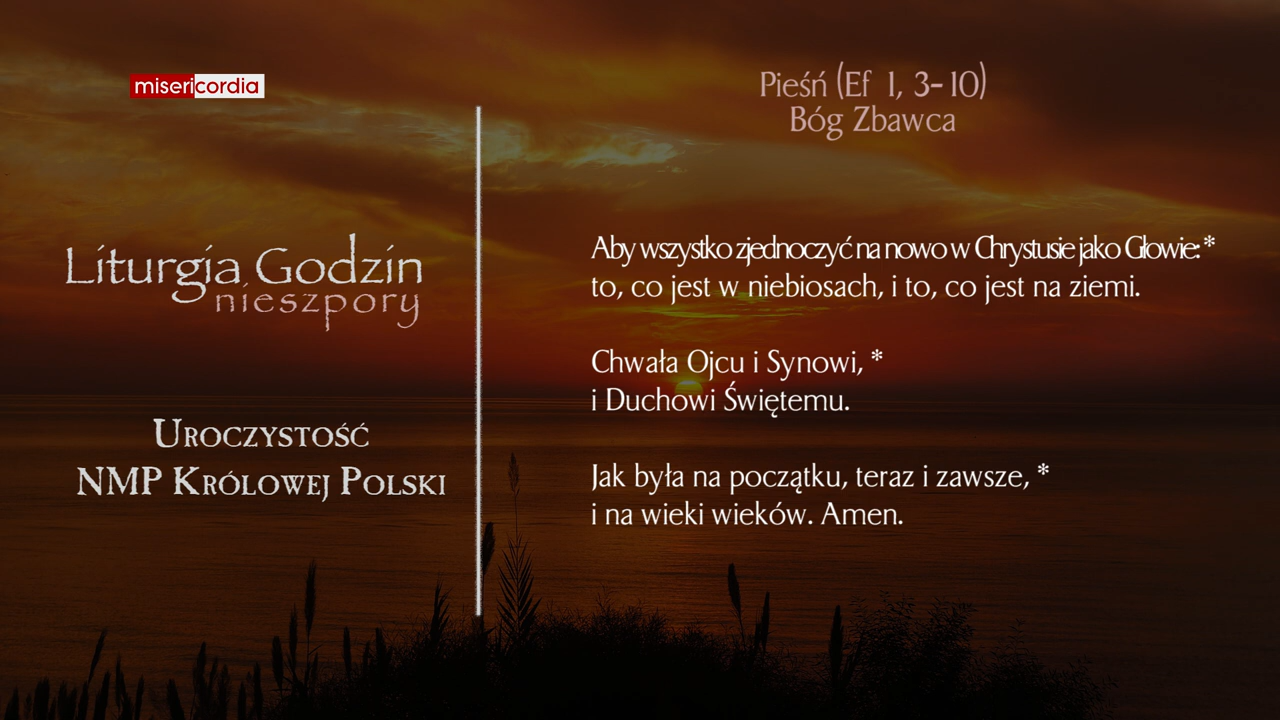 misericordia
Liturgia Godzin
nieszpory
Uroczystość
NMP Królowej Polski
Pieśń (Ef 1, 3-10)
Bóg Zbawca
Aby wszystko zjednoczyć na nowo w Chrystusie jako Głowie: *
to, co jest w niebiosach, i to, co jest na ziemi.
Chwała Ojcu i Synowi, *
i Duchowi Świętemu.
Jak była na początku, teraz i zawsze, *
i na wieki wieków. Amen.